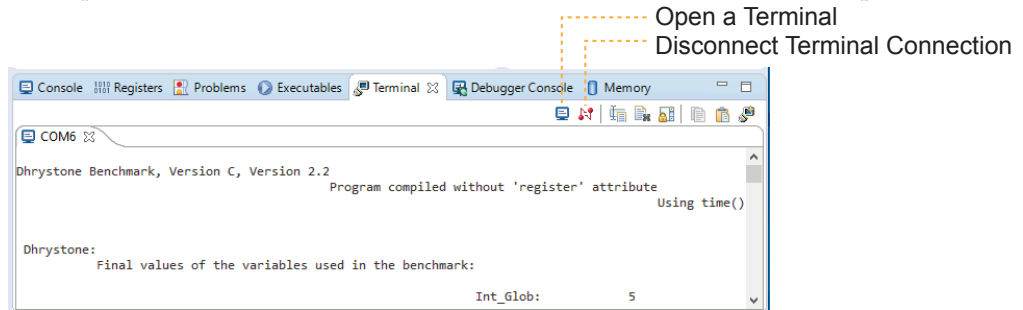 Open a Terminal
Disconnect Terminal Connection
Console Registers Problems Executables Terminal Debugger Console Memory
COM6
Dhrystone Benchmark, Version C, Version 2.2
Program compiled without 'register' attribute
Using time()
Dhrystone:
Final values of the variables used in the benchmark:
Int_Glob: 5